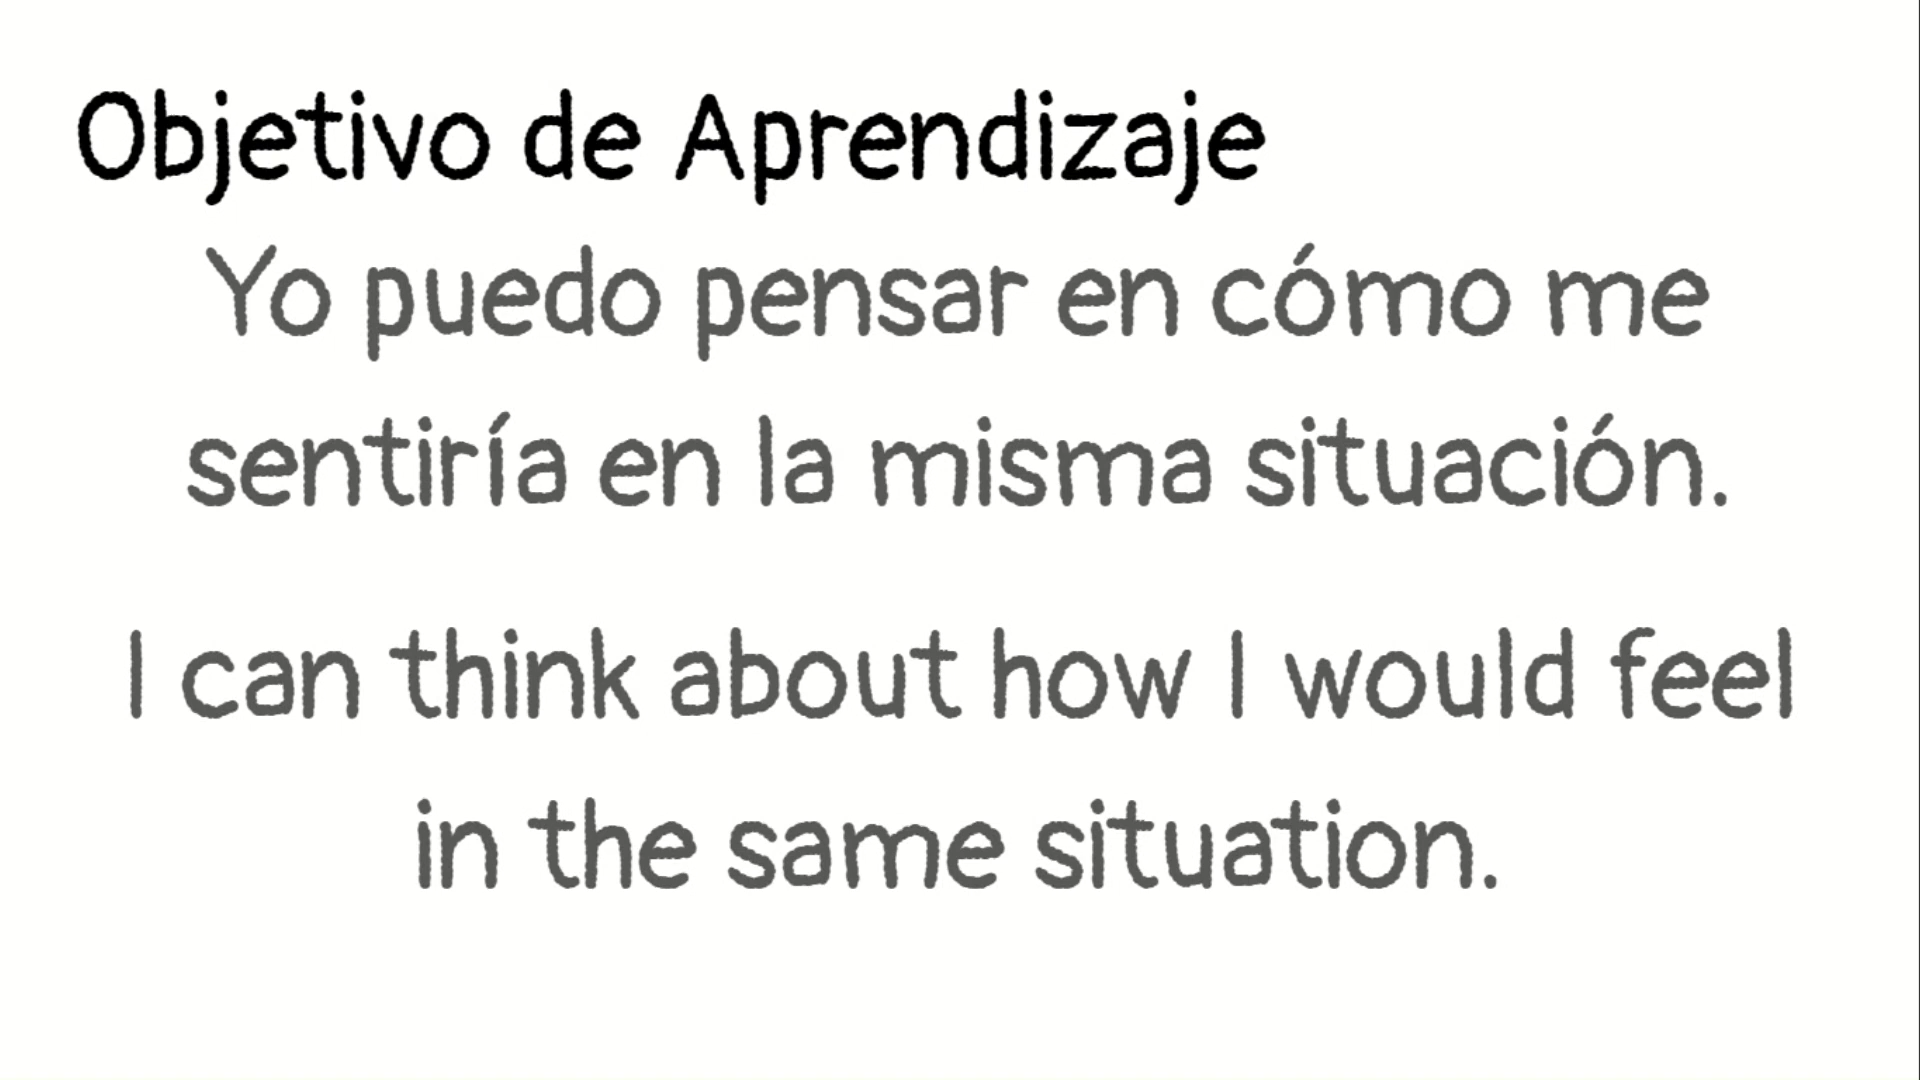 Objetivo de Aprendizaje
Yo puedo pensar en cómo me
sentiría en la misma situación.
I can think about how I would feel
in the same situation.